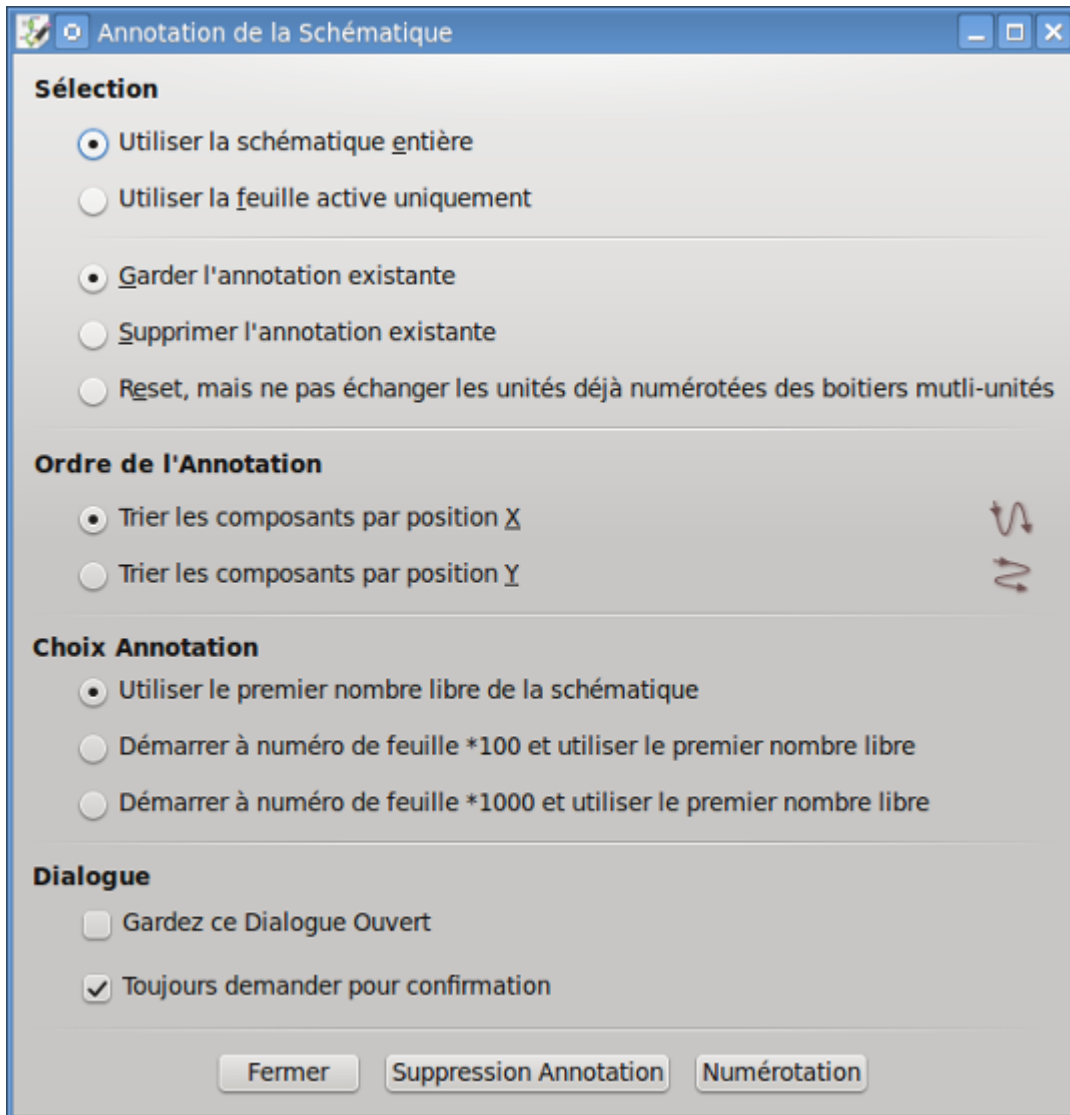 Annotation de la Schématique
Sélection
Utiliser la schématique entière
Utiliser la feuille active uniquement
Garder l'annotation existante
Supprimer l'annotation existante
Reset, mais ne pas échanger les unités déjà numérotées des boitiers mutli-unités
Ordre de l'Annotation
Trier les composants par position X
Trier les composants par position Y
Choix Annotation
Utiliser le premier nombre libre de la schématique
Démarrer à numéro de feuille *100 et utiliser le premier nombre libre
Démarrer à numéro de feuille *1000 et utiliser le premier nombre libre
Dialogue
Gardez ce Dialogue Ouvert
Toujours demander pour confirmation
Fermer Suppression Annotation Numérotation